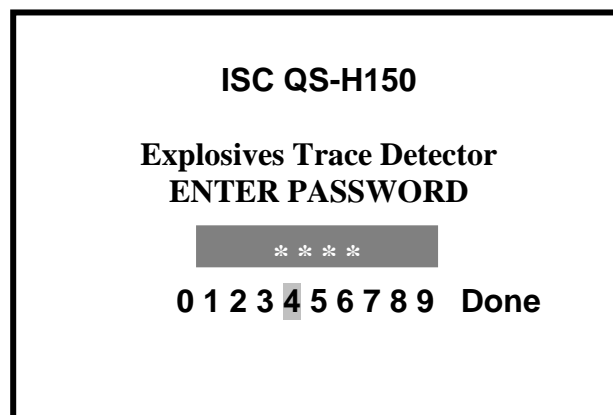 ISC QS-H150
Explosives Trace Detector
ENTER PASSWORD
* * * *
0 1 2 3 4 5 6 7 8 9 Done